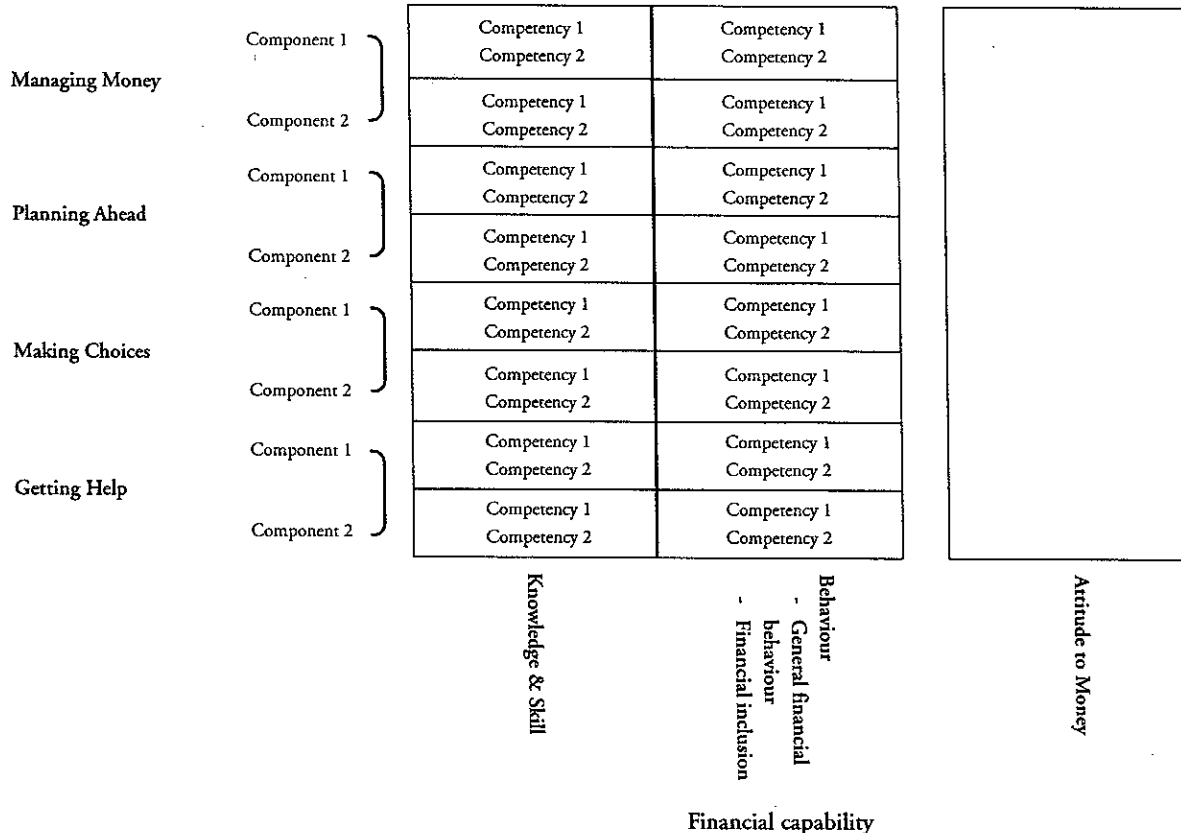 Managing Money
Component 1
Component 2
Competency 1
Competency 2
Competency 1
Competency 2
Competency 1
Competency 2
Competency 1
Competency 2
Planning Ahead
Component 1
Component 2
Competency 1
Competency 2
Competency 1
Competency 2
Competency 1
Competency 2
Competency 1
Competency 2
Making Choices
Component 1
Component 2
Competency 1
Competency 2
Competency 1
Competency 2
Competency 1
Competency 2
Competency 1
Competency 2
Getting Help
Component 1
Component 2
Competency 1
Competency 2
Competency 1
Competency 2
Competency 1
Competency 2
Competency 1
Competency 2
Knowledge & Skill
Behaviour
- General financial
behaviour
- Financial inclusion
Attitude to Money
Financial capability